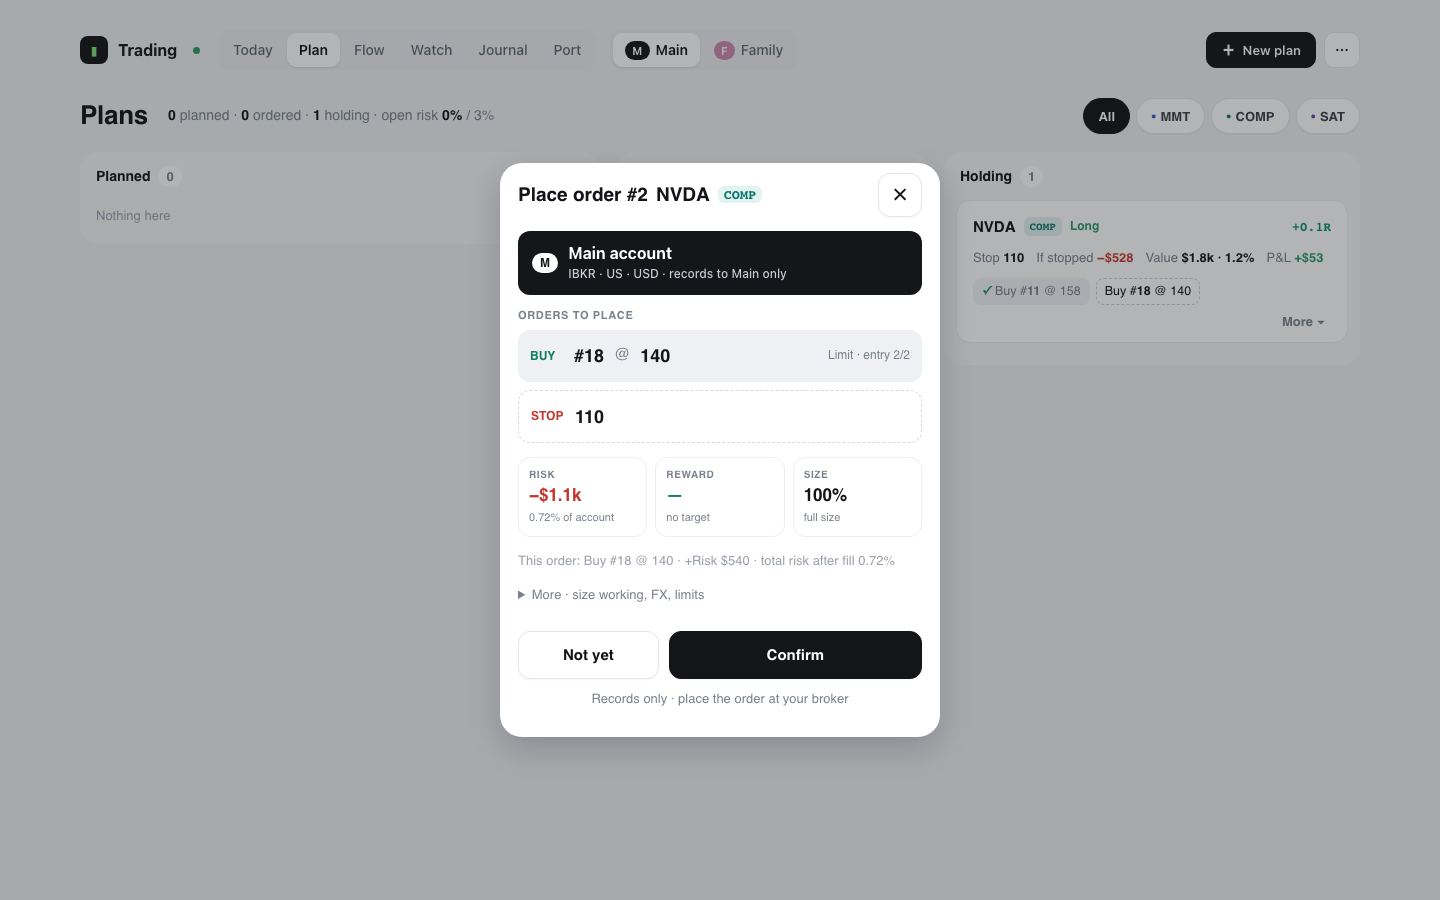 Trading Today Plan Flow Watch Journal Port M Main F Family + New plan ...
Plans 0 planned · 0 ordered · 1 holding · open risk 0% / 3% All • MMT • COMP • SAT
Planned 0
Nothing here
Holding 1
NVDA COMP Long +0.1R
Stop 110 If stopped −$528 Value $1.8k · 1.2% P&L +$53
✓ Buy #11 @ 158 Buy #18 @ 140
More
Place order #2 NVDA COMP ✕
M Main account
IBKR · US · USD · records to Main only
ORDERS TO PLACE
BUY #18 @ 140 Limit · entry 2/2
STOP 110
RISK REWARD SIZE
−$1.1k — 100%
0.72% of account no target full size
This order: Buy #18 @ 140 · +Risk $540 · total risk after fill 0.72%
More · size working, FX, limits
Not yet Confirm
Records only · place the order at your broker